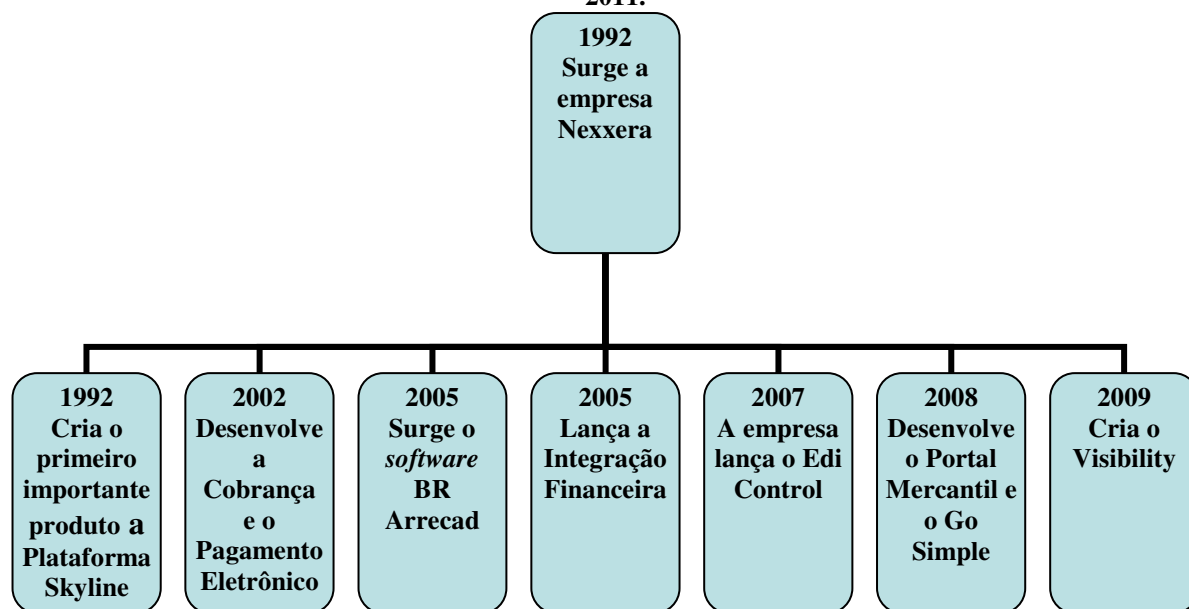 2011.
1992
Surge a
empresa
Nexxera
1992
Cria o
primeiro
importante
produto a
Plataforma
Skyline
2002
Desenvolve
a
Cobrança
e o
Pagamento
Eletrônico
2005
Surge o
software
BR
Arrecad
2005
Lança a
Integração
Financeira
2007
A empresa
lança o Edi
Control
2008
Desenvolve
o Portal
Mercantil e
o Go
Simple
2009
Cria o
Visibility